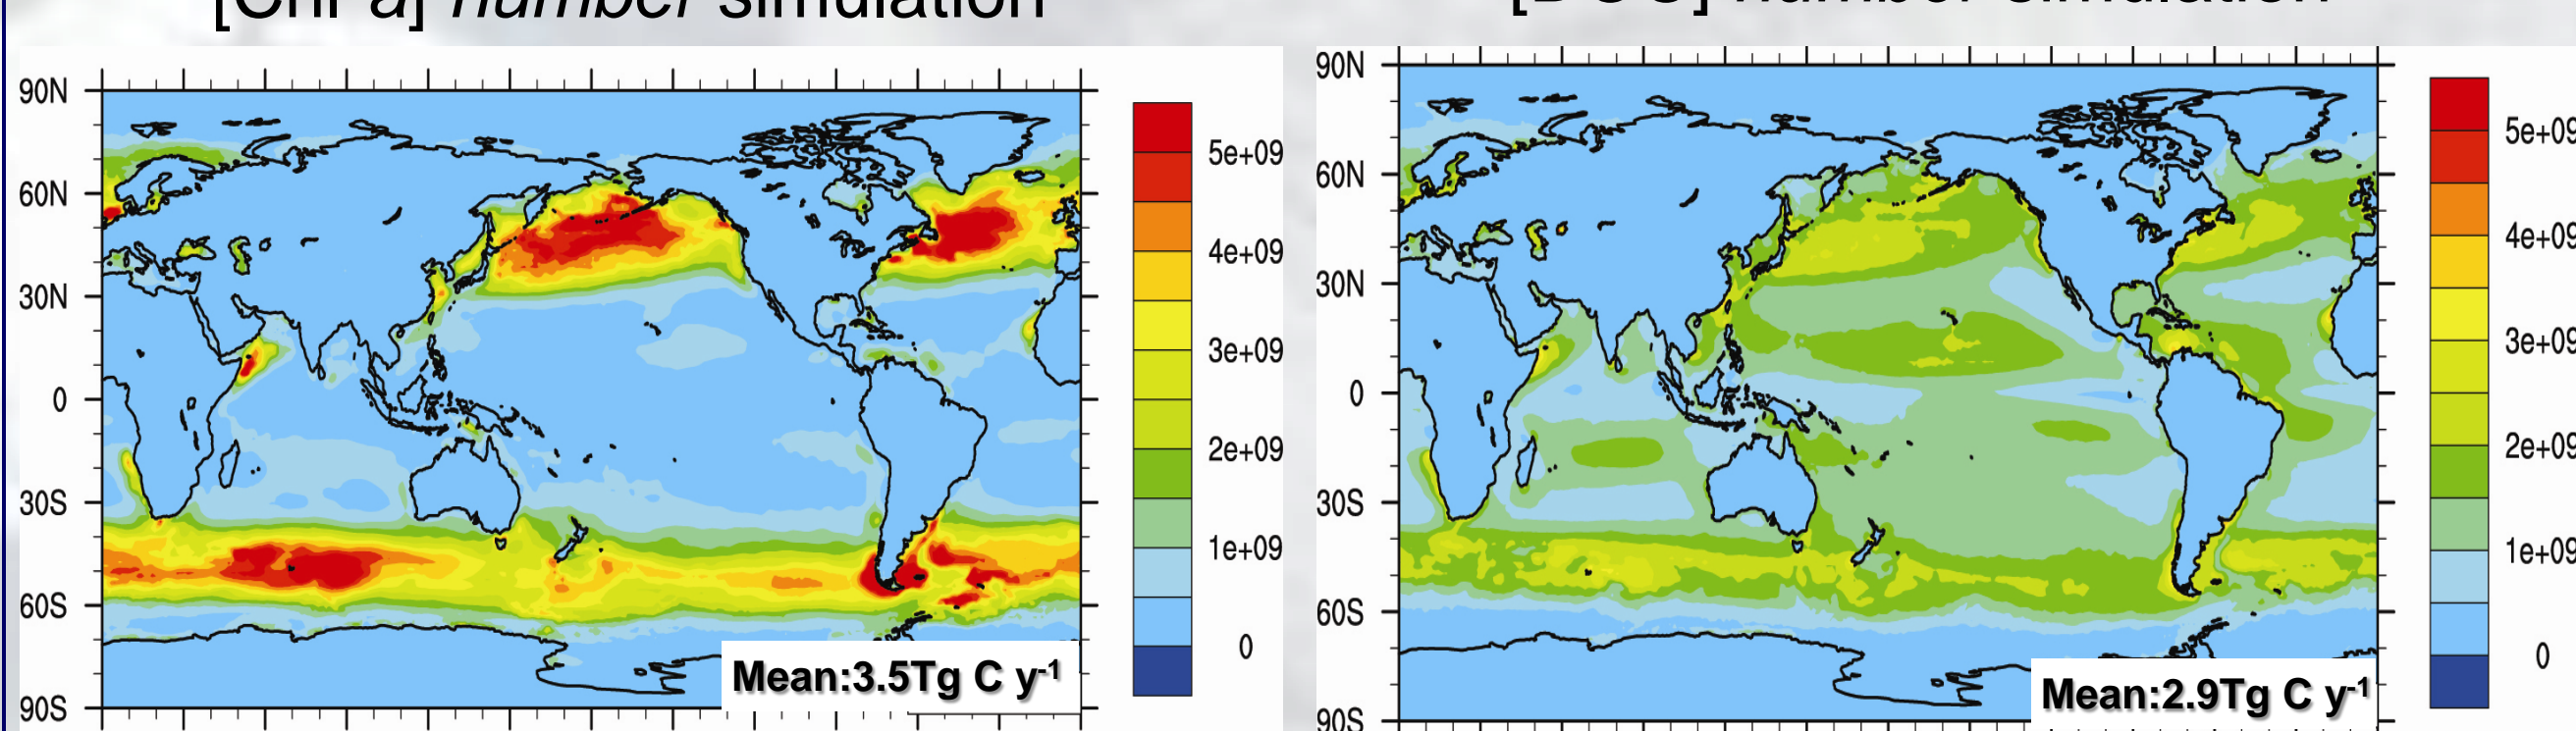 [Chl a] number simulation
[DOC] number simulation
90N
60N
30N
0
30S
60S
90S
5e+09
4e+09
3e+09
2e+09
1e+09
0
Mean:3.5Tg C y-1
90N
60N
30N
0
30S
60S
90S
5e+09
4e+09
3e+09
2e+09
1e+09
0
Mean:2.9Tg C y-1